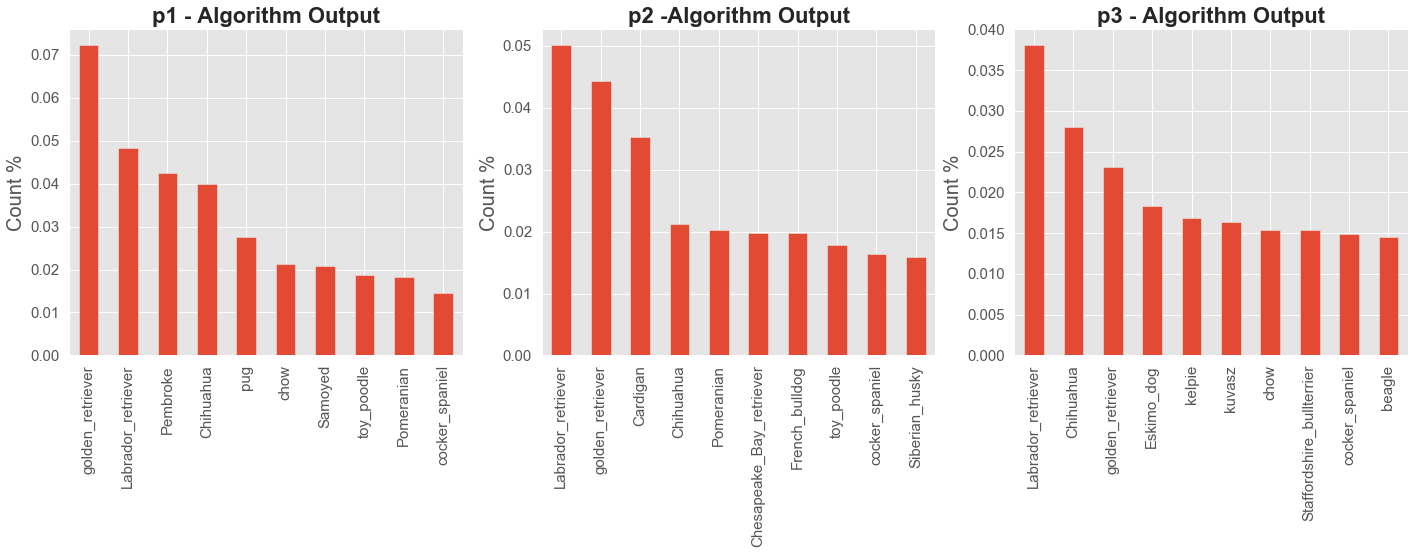 p1 - Algorithm Output
Count %
0.07
0.06
0.05
0.04
0.03
0.02
0.01
0.00
golden_retriever
Labrador_retriever
Pembroke
Chihuahua
pug
chow
Samoyed
toy_poodle
Pomeranian
cocker_spaniel
p2 -Algorithm Output
Count %
0.05
0.04
0.03
0.02
0.01
0.00
Labrador_retriever
golden_retriever
Cardigan
Chihuahua
Pomeranian
Chesapeake_Bay_retriever
French_bulldog
toy_poodle
cocker_spaniel
Siberian_husky
p3 - Algorithm Output
Count %
0.040
0.035
0.030
0.025
0.020
0.015
0.010
0.005
0.000
Labrador_retriever
Chihuahua
golden_retriever
Eskimo_dog
kelpie
kuvasz
chow
Staffordshire_bullterrier
cocker_spaniel
beagle